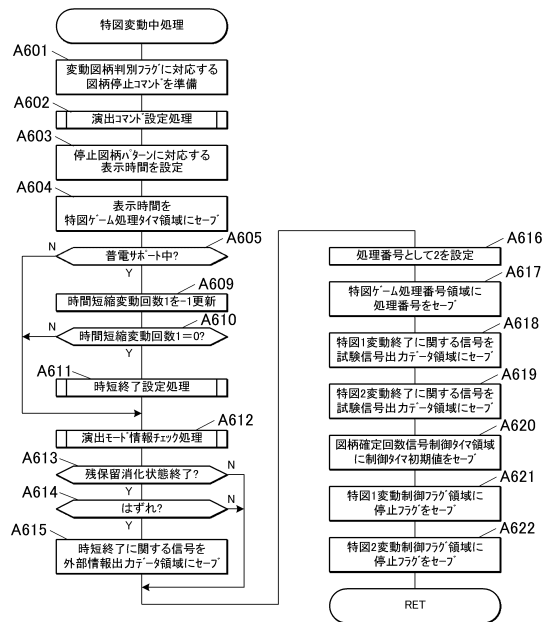 特図変動中処理
A601
変動図柄判別フラグに対応する
図柄停止コマンドを準備
A602
演出コマンド設定処理
A603
停止図柄パターンに対応する
表示時間を設定
A604
表示時間を
特図ゲーム処理タイマ領域にセーブ
A605
N
普電サポート中?
Y
A609
時間短縮変動回数1を-1更新
A610
N
時間短縮変動回数1=0?
Y
A611
時短終了設定処理
A612
演出モード情報チェック処理
A613
残保留消化状態終了?
N
Y
A614
はずれ?
N
Y
A615
時短終了に関する信号を
外部情報出力データ領域にセーブ
A616
処理番号として2を設定
A617
特図ゲーム処理番号領域に
処理番号をセーブ
A618
特図1変動終了に関する信号を
試験信号出力データ領域にセーブ
A619
特図2変動終了に関する信号を
試験信号出力データ領域にセーブ
A620
図柄確定回数信号制御タイマ領域
に制御タイマ初期値をセーブ
A621
特図1変動制御フラグ領域に
停止フラグをセーブ
A622
特図2変動制御フラグ領域に
停止フラグをセーブ
RET